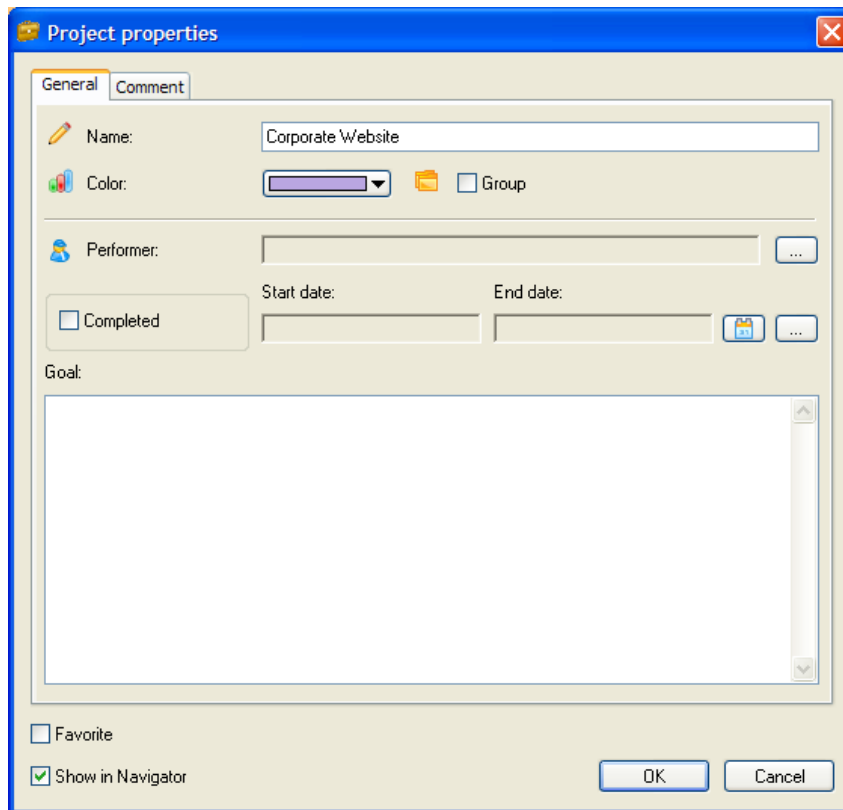 Project properties
General Comment
Name: Corporate Website
Color: Group
Performer: ...
Start date: End date:
Completed ...
Goal:
Favorite
Show in Navigator OK Cancel